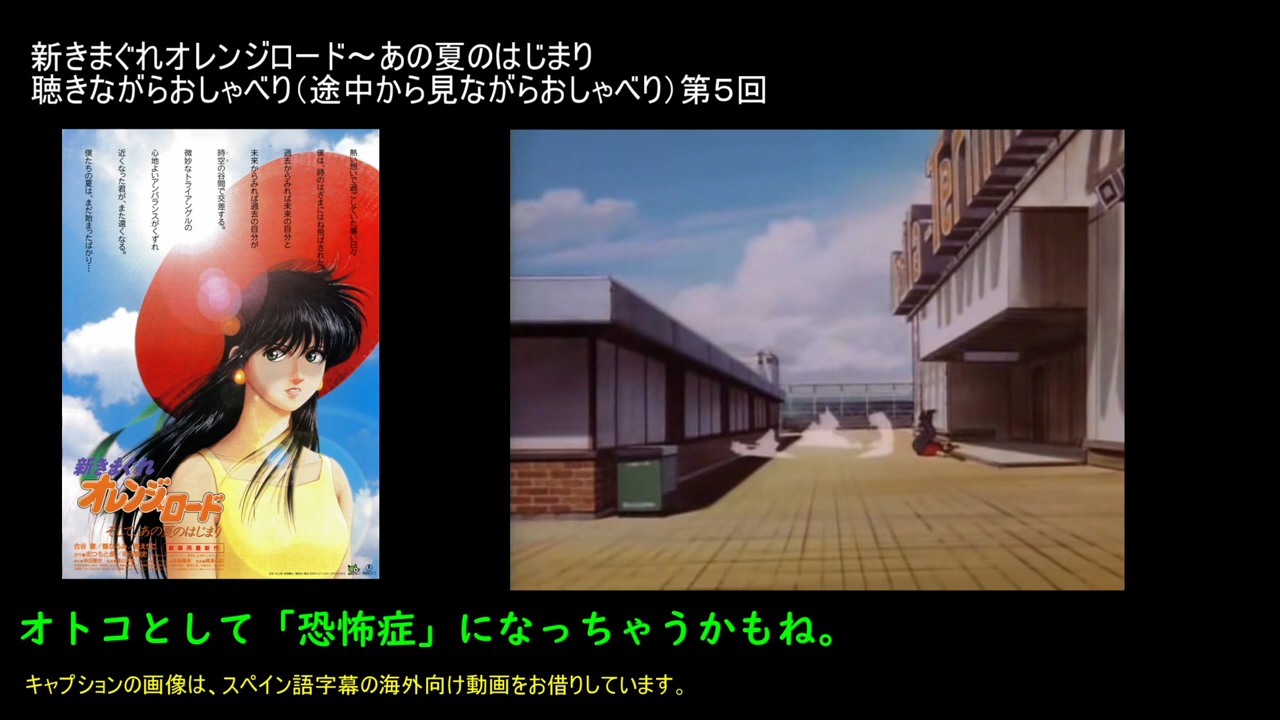 新きまぐれオレンジロード～あの夏のはじまり
聴きながらおしゃべり（途中から見ながらおしゃべり）第５回
熱い想いで過ごしていた暑い日々
僕は、時のはざまにはね飛ばされた。
過去からみれば未来の自分と
未来からみれば過去の自分が
時空の谷間で交差する。
微妙なトライアングルの
心地よいアンバランスがくずれ
近くなった君が、また遠くなる。
僕たちの夏は、まだ始まったばかり…
新きまぐれ
オレンジロード
そして、あの夏のはじまり
オトコとして「恐怖症」になっちゃうかもね。
キャプションの画像は、スペイン語字幕の海外向け動画をお借りしています。